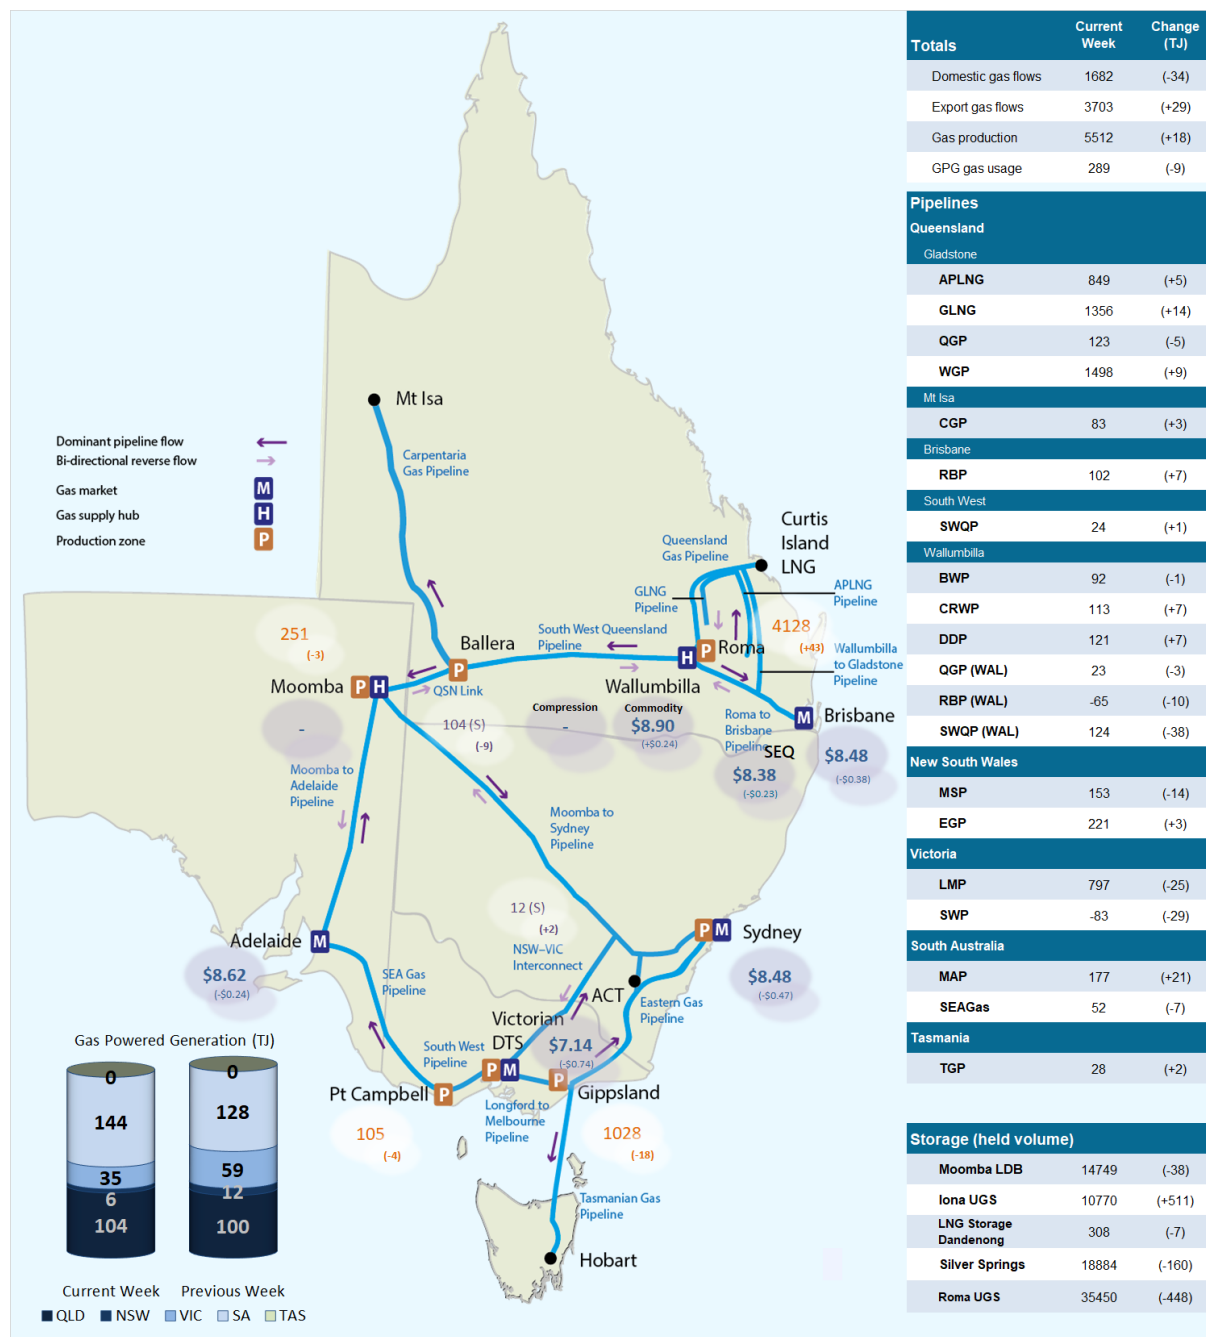 Mt Isa
Dominant pipeline flow
Bi-directional reverse flow
Gas market
M
Gas supply hub
H
Production zone
P
Carpentaria
Gas Pipeline
Curtis
Island
LNG
Queensland
Gas Pipeline
GLNG
Pipeline
APLNG
Pipeline
251
(-3)
4128
(+43)
Ballera
South West Queensland
Pipeline
P
H
P
Roma
Wallumbilla
to Gladstone
Pipeline
Moomba
P
H
QSN Link
Wallumbilla
M
Brisbane
-
104 (S)
(-9)
Compression
-
Commodity
$8.90
(+$0.24)
Roma to
Brisbane
Pipeline
SEQ
$8.38
(-$0.23)
$8.48
(-$0.38)
Moomba to
Adelaide
Pipeline
Moomba to
Sydney
Pipeline
12 (S)
(+2)
NSW–VIC
Interconnect
P
M
Sydney
Adelaide
M
$8.62
(-$0.24)
SEA Gas
Pipeline
$8.48
(-$0.47)
ACT
Eastern Gas
Pipeline
Victorian
DTS
$7.14
(-$0.74)
South West
Pipeline
P
M
P
Gippsland
Pt Campbell
P
Longford to
Melbourne
Pipeline
105
(-4)
1028
(-18)
Tasmanian Gas
Pipeline
Hobart
Gas Powered Generation (TJ)
0
0
144
128
35
59
6
12
104
100
Current Week
Previous Week
QLD NSW VIC SA TAS
Totals Current Week Change (TJ)
Domestic gas flows 1682 (-34)
Export gas flows 3703 (+29)
Gas production 5512 (+18)
GPG gas usage 289 (-9)
Pipelines
Queensland
Gladstone
APLNG 849 (+5)
GLNG 1356 (+14)
QGP 123 (-5)
WGP 1498 (+9)
Mt Isa
CGP 83 (+3)
Brisbane
RBP 102 (+7)
South West
SWQP 24 (+1)
Wallumbilla
BWP 92 (-1)
CRWP 113 (+7)
DDP 121 (+7)
QGP (WAL) 23 (-3)
RBP (WAL) -65 (-10)
SWQP (WAL) 124 (-38)
New South Wales
MSP 153 (-14)
EGP 221 (+3)
Victoria
LMP 797 (-25)
SWP -83 (-29)
South Australia
MAP 177 (+21)
SEAGas 52 (-7)
Tasmania
TGP 28 (+2)
Storage (held volume)
Moomba LDB 14749 (-38)
Iona UGS 10770 (+511)
LNG Storage
Dandenong 308 (-7)
Silver Springs 18884 (-160)
Roma UGS 35450 (-448)